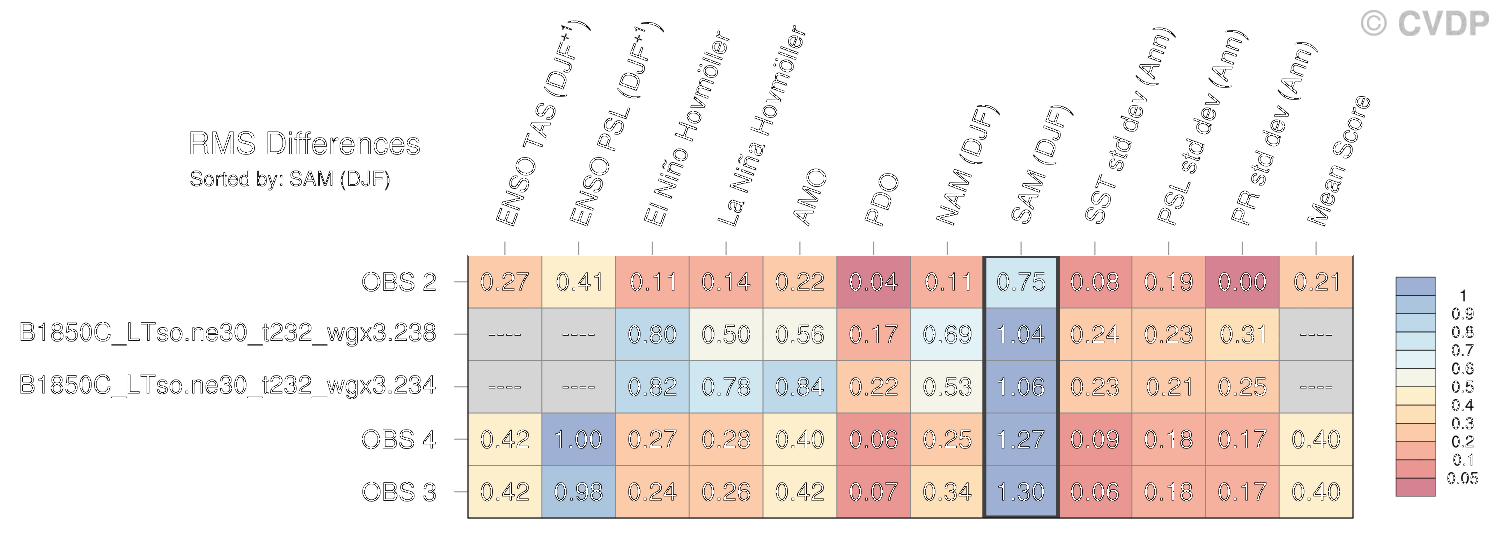 © CVDP
RMS Differences
Sorted by: SAM (DJF)
ENSO TAS (DJF+1)
ENSO PSL (DJF+1)
El Niño Hovmöller
La Niña Hovmöller
AMO
PDO
NAM (DJF)
SAM (DJF)
SST std dev (Ann)
PSL std dev (Ann)
PR std dev (Ann)
Mean Score
OBS 2 0.27 0.41 0.11 0.14 0.22 0.04 0.11 0.75 0.08 0.19 0.00 0.21
B1850C_LTso.ne30_t232_wgx3.238 ---- ---- 0.80 0.50 0.56 0.17 0.69 1.04 0.24 0.23 0.31 ----
B1850C_LTso.ne30_t232_wgx3.234 ---- ---- 0.82 0.78 0.84 0.22 0.53 1.06 0.23 0.21 0.25 ----
OBS 4 0.42 1.00 0.27 0.28 0.40 0.06 0.25 1.27 0.09 0.18 0.17 0.40
OBS 3 0.42 0.98 0.24 0.26 0.42 0.07 0.34 1.30 0.06 0.18 0.17 0.40
1
0.9
0.8
0.7
0.6
0.5
0.4
0.3
0.2
0.1
0.05